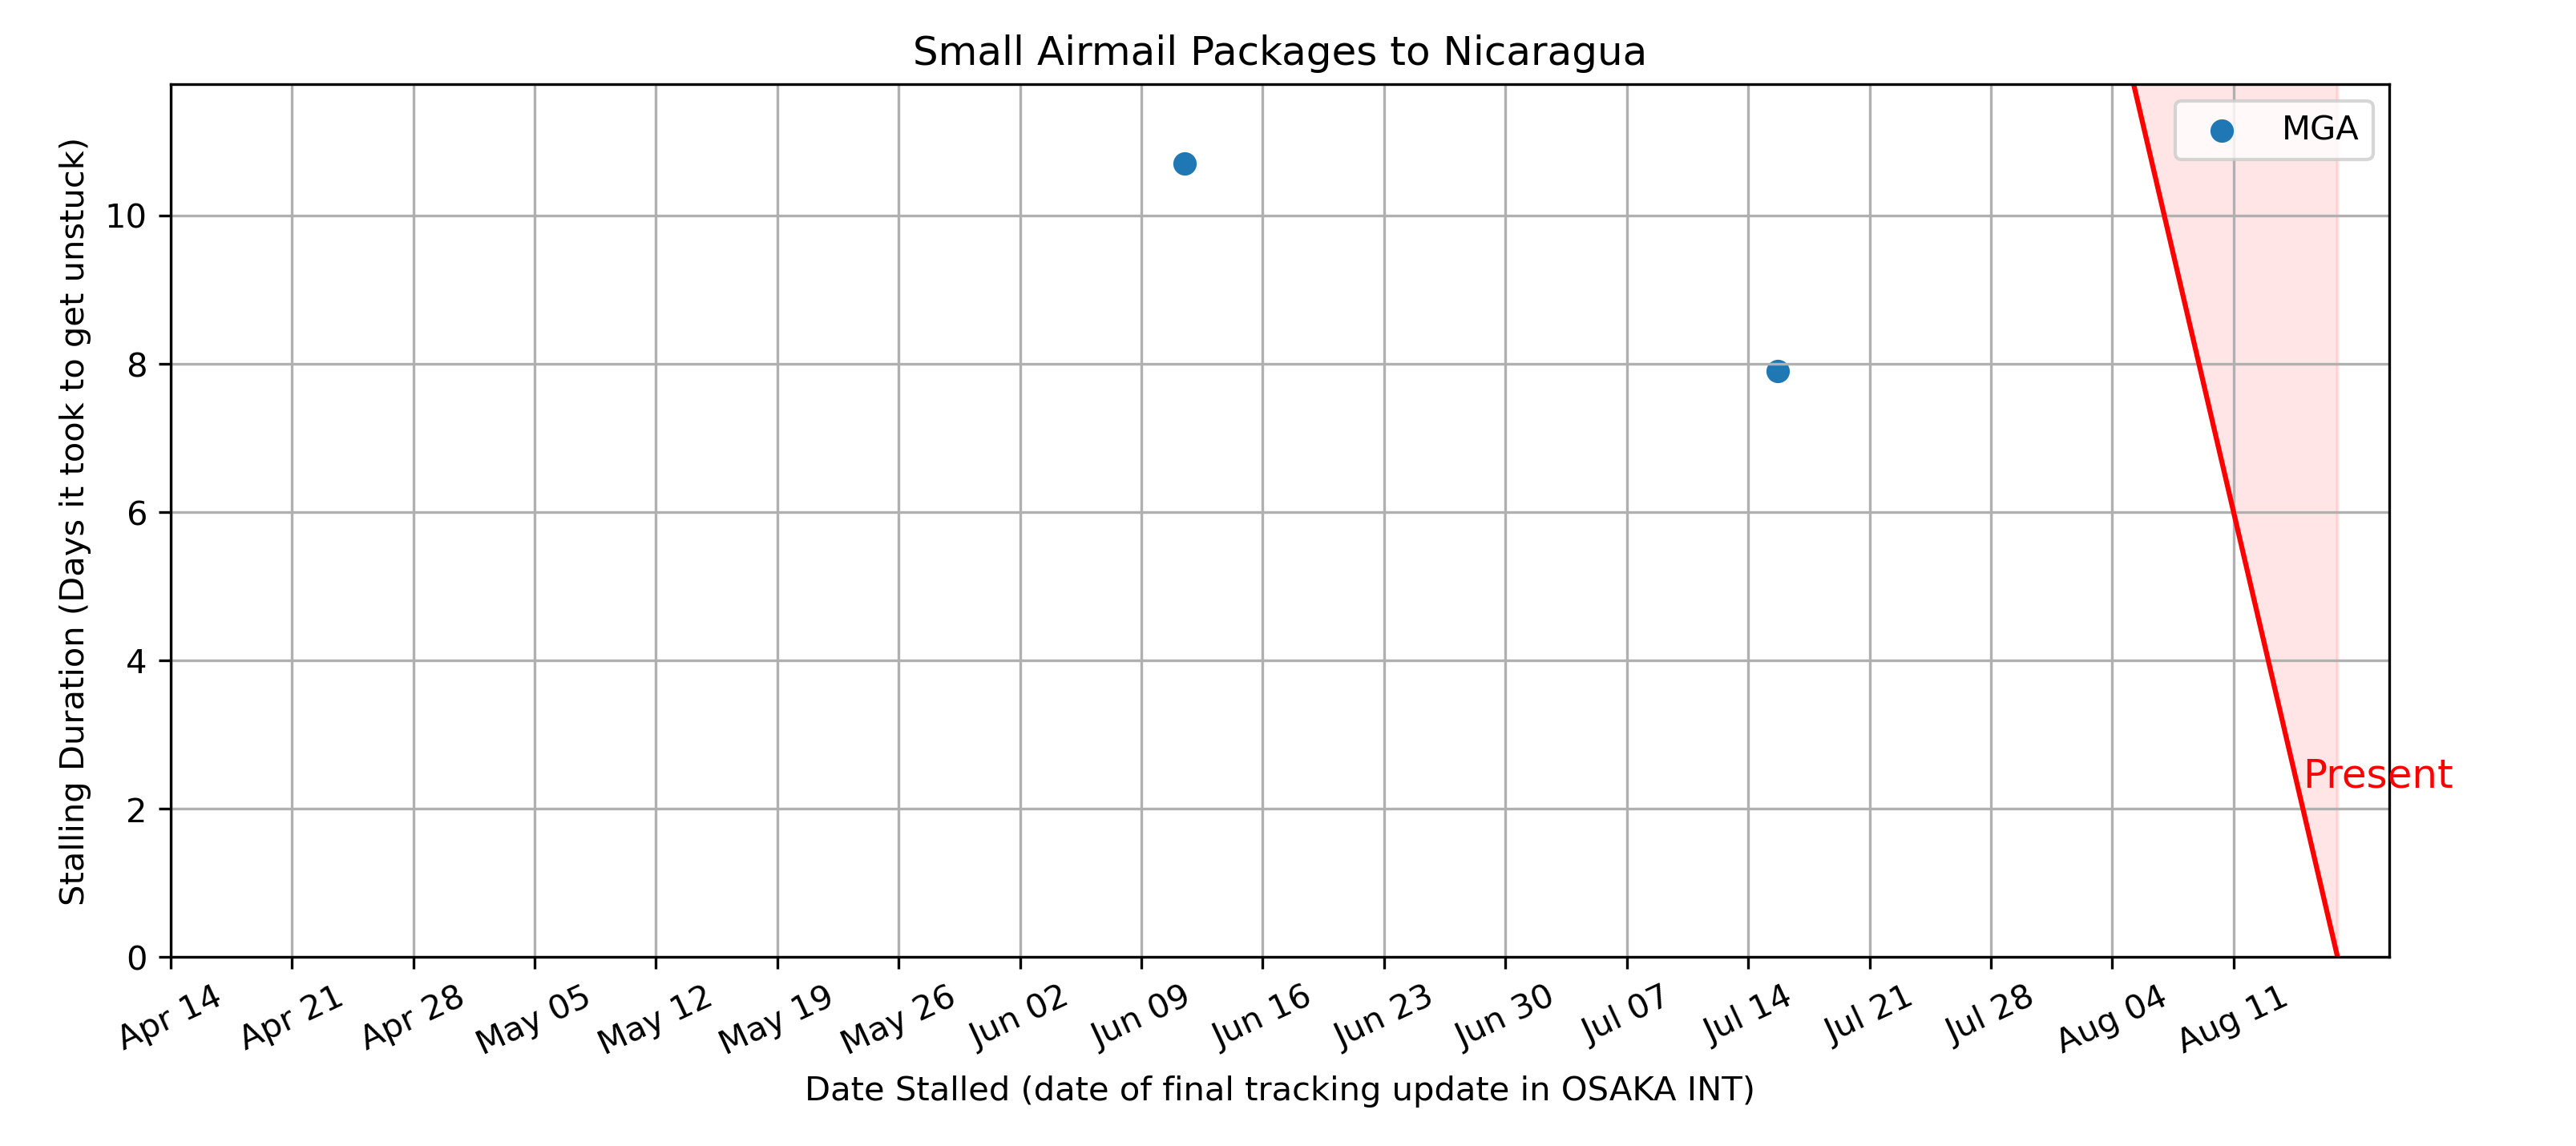 Small Airmail Packages to Nicaragua
MGA
Stalling Duration (Days it took to get unstuck)
10
8
6
4
2
0
Present
Apr 14 Apr 21 Apr 28 May 05 May 12 May 19 May 26 Jun 02 Jun 09 Jun 16 Jun 23 Jun 30 Jul 07 Jul 14 Jul 21 Jul 28 Aug 04 Aug 11
Date Stalled (date of final tracking update in OSAKA INT)